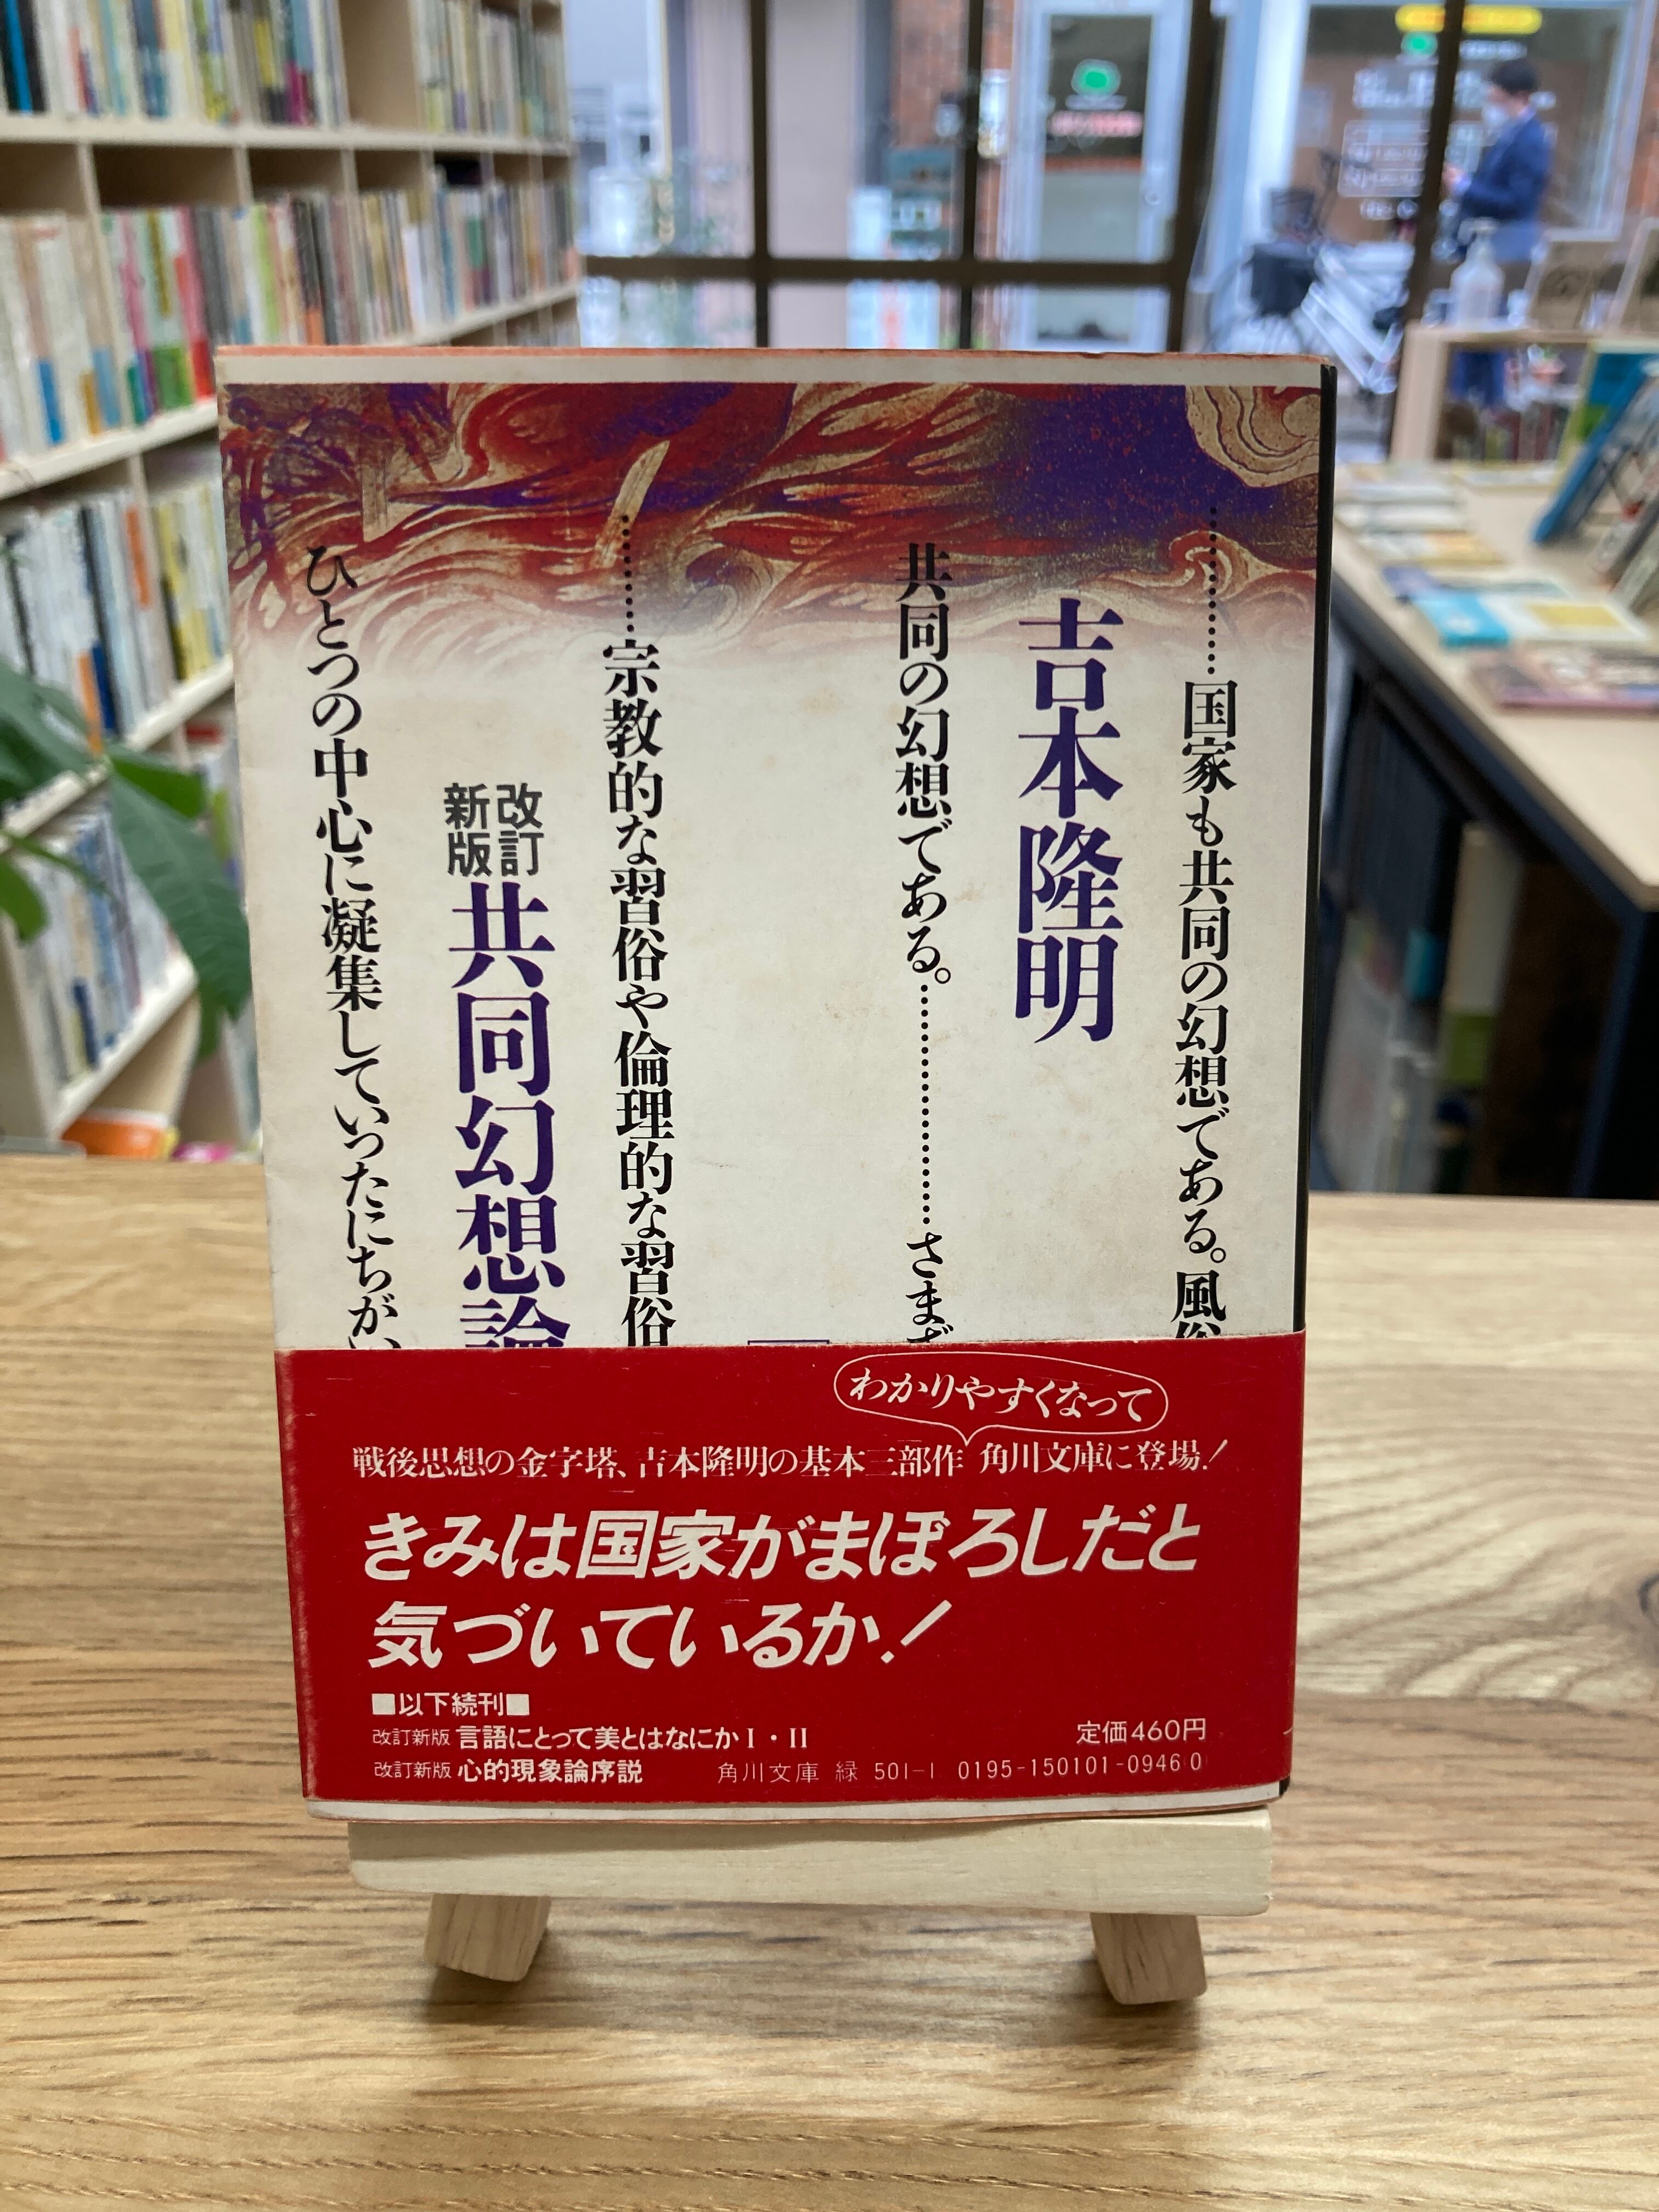 …………国家も共同の幻想である。風俗
吉本隆明
共同の幻想である。…………………さまざ
………宗教的な習俗や倫理的な習俗
改訂
新版
共同幻想論
ひとつの中心に凝集していったにちがい
わかりやすくなって
戦後思想の金字塔、吉本隆明の基本三部作 角川文庫に登場！
きみは国家がまぼろしだと
気づいているか！
■以下続刊■
改訂新版 言語にとって美とはなにかⅠ・Ⅱ
定価460円
改訂新版 心的現象論序説
角川文庫 緑 501-1 0195-150101-0946(0)